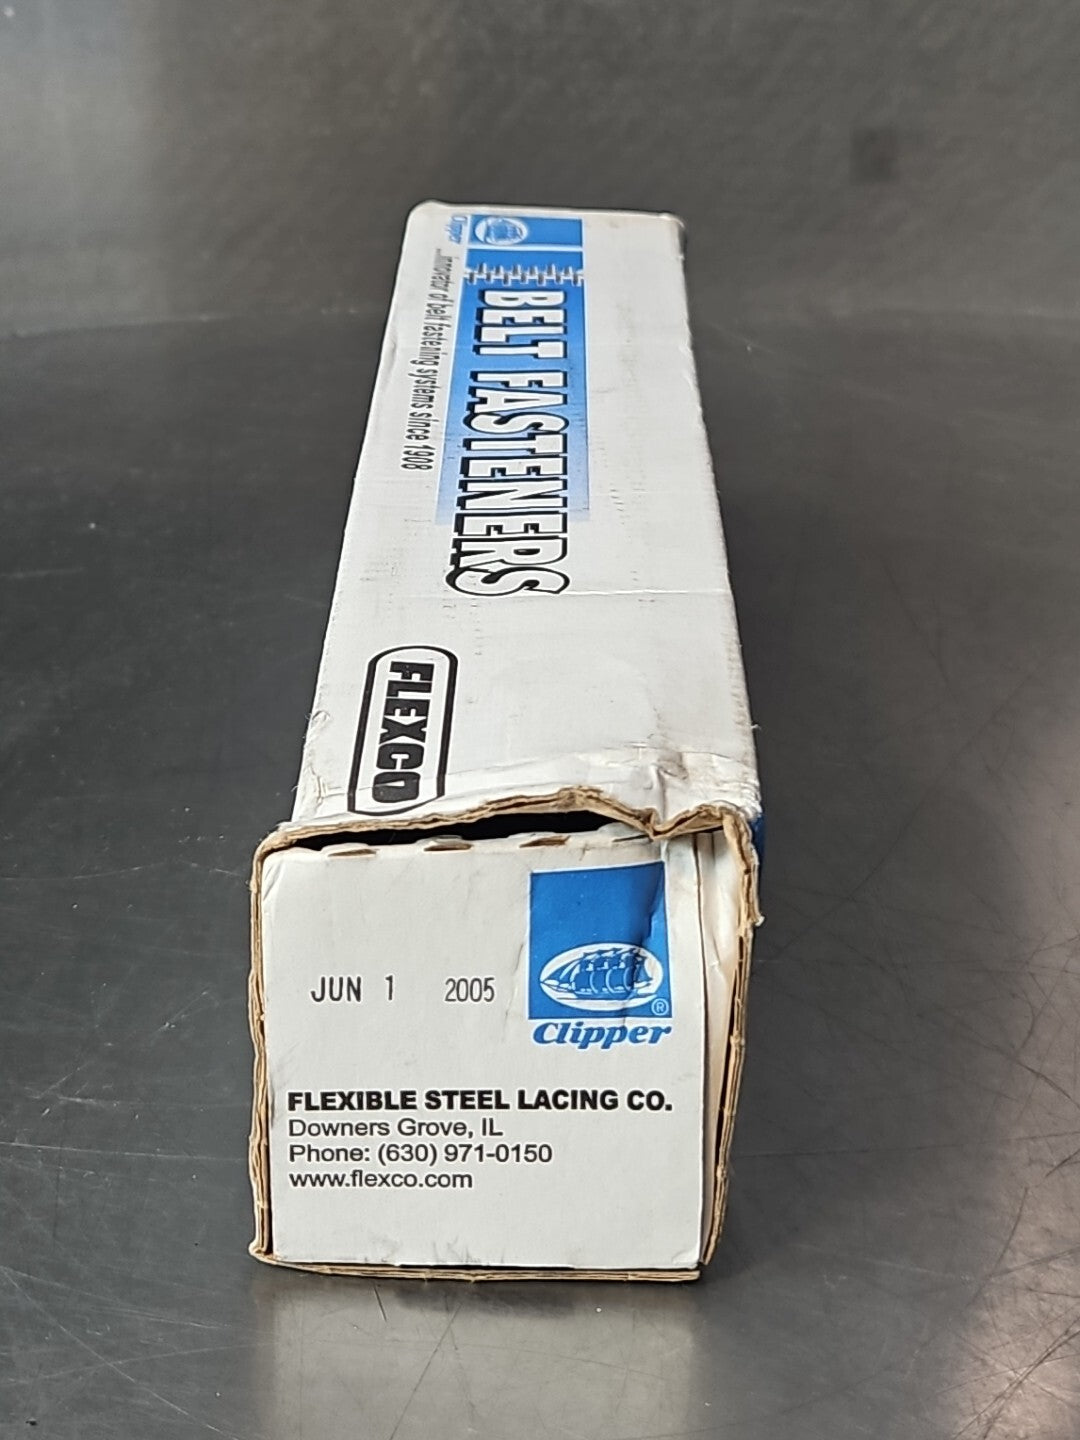 Clipper
...innovator of belt fastening systems since 1908
BELT FASTENERS
FLEXCO
JUN 1 2005
®
Clipper
FLEXIBLE STEEL LACING CO.
Downers Grove, IL
Phone: (630) 971-0150
www.flexco.com